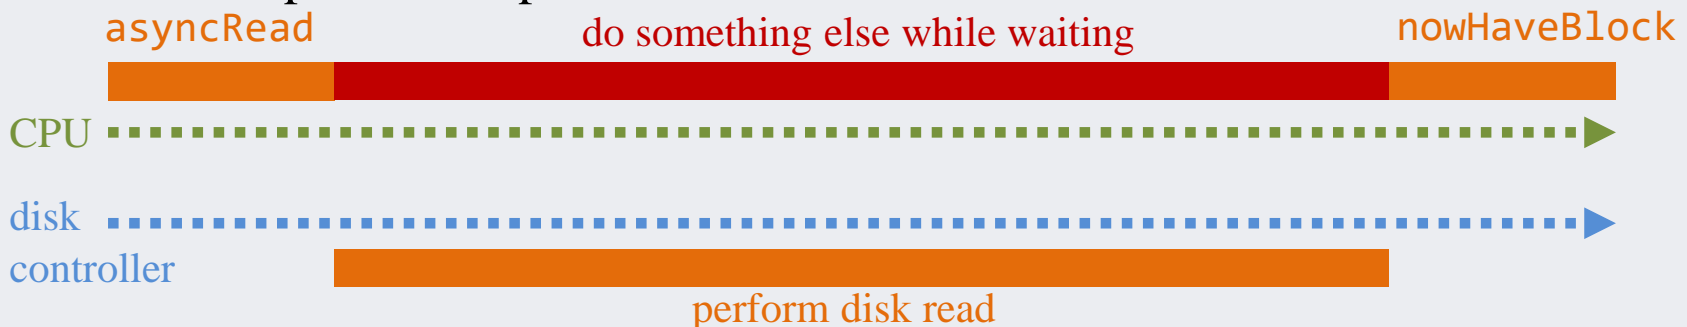 asyncRead
do something else while waiting
nowHaveBlock
CPU
disk
controller
perform disk read